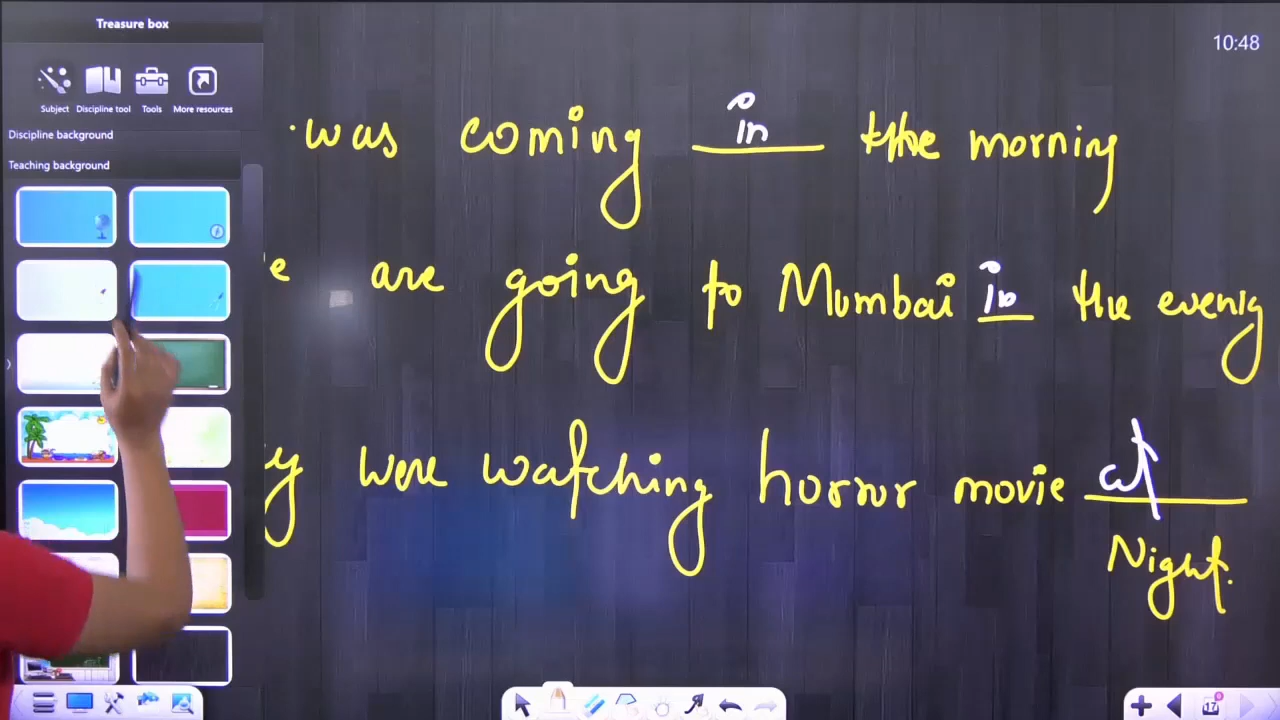 Treasure box
10:48
Subject Discipline tool Tools More resources
Discipline background
Teaching background
was coming in the morning
e are going to Mumbai in the evenig
y were watching horror movie at
Night.
17